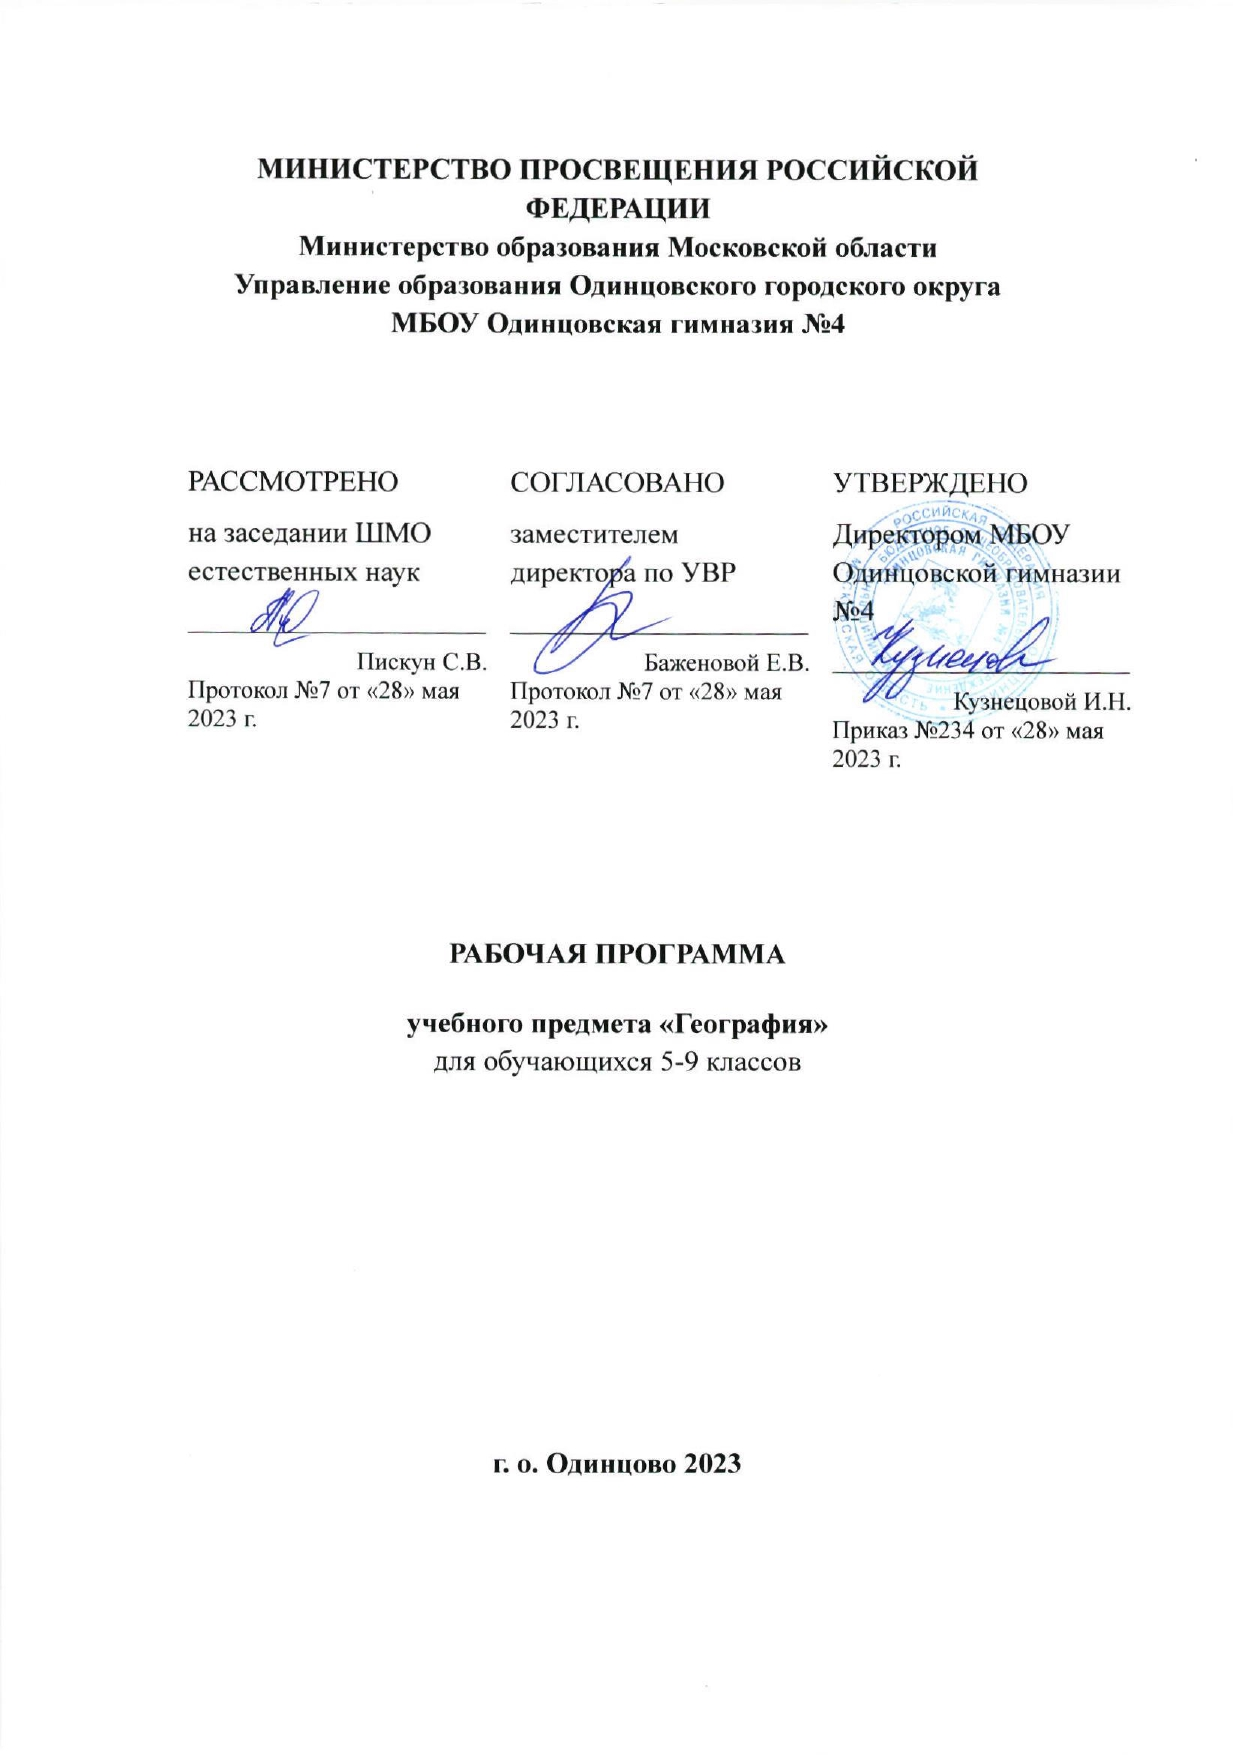 МИНИСТЕРСТВО ПРОСВЕЩЕНИЯ РОССИЙСКОЙ
ФЕДЕРАЦИИ
Министерство образования Московской области
Управление образования Одинцовского городского округа
МБОУ Одинцовская гимназия №4
РАССМОТРЕНО
на заседании ШМО
естественных наук
Пискун С.В.
Протокол №7 от «28» мая
2023 г.
СОГЛАСОВАНО
заместителем
директора по УВР
Баженовой Е.В.
Протокол №7 от «28» мая
2023 г.
УТВЕРЖДЕНО
Директором МБОУ
Одинцовской гимназии
№4
Кузнецовой И.Н.
Приказ №234 от «28» мая
2023 г.
РАБОЧАЯ ПРОГРАММА
учебного предмета «География»
для обучающихся 5-9 классов
г. о. Одинцово 2023